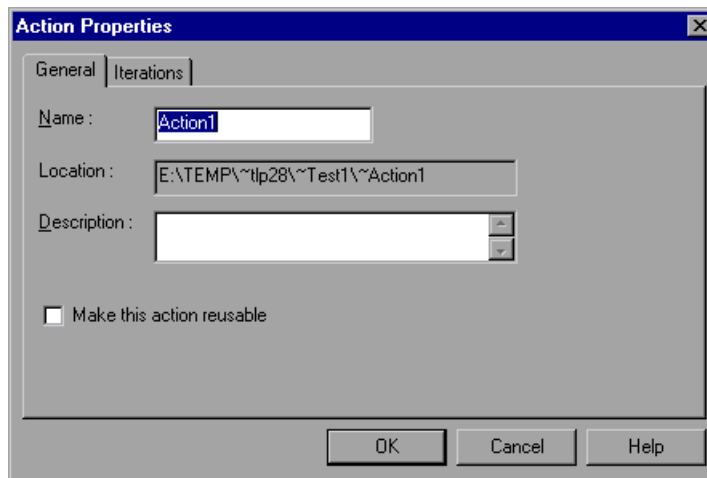 Action Properties
General Iterations
Name : Action1
Location : E:\TEMP\~tlp28\~Test1\~Action1
Description :
Make this action reusable
OK Cancel Help